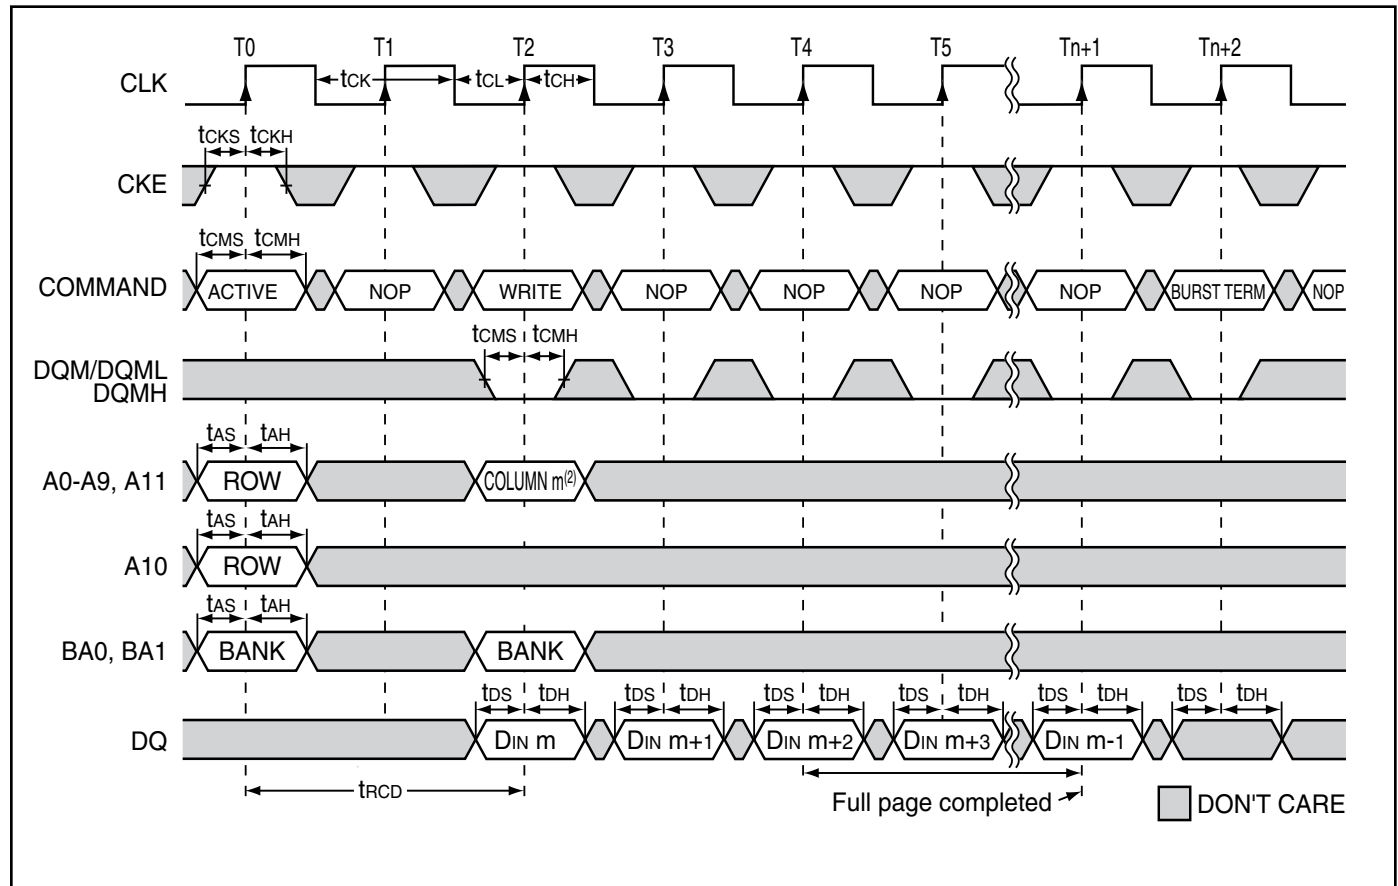 T0 T1 T2 T3 T4 T5 Tn+1 Tn+2
CLK tCK tCL tCH
tCKS tCKH
CKE
tCMS tCMH
COMMAND ACTIVE NOP WRITE NOP NOP NOP NOP BURST TERM NOP
tCMS tCMH
DQM/DQML
DQMH
tAS tAH
A0-A9, A11 ROW COLUMN m(2)
tAS tAH
A10 ROW
tAS tAH
BA0, BA1 BANK BANK
tDS tDH tDS tDH tDS tDH tDS tDH tDS tDH tDS tDH
DQ DIN m DIN m+1 DIN m+2 DIN m+3 DIN m-1
tRCD
Full page completed
DON'T CARE